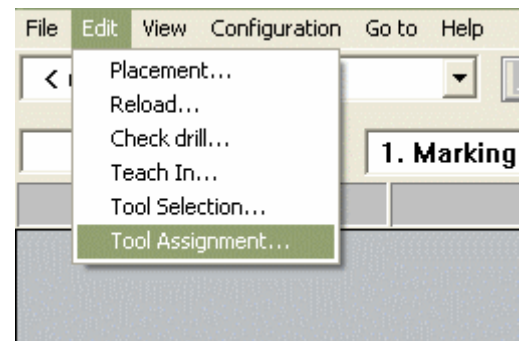 File Edit View Configuration Go to Help
<
Placement...
Reload...
Check drill...
1. Marking
Teach In...
Tool Selection...
Tool Assignment...